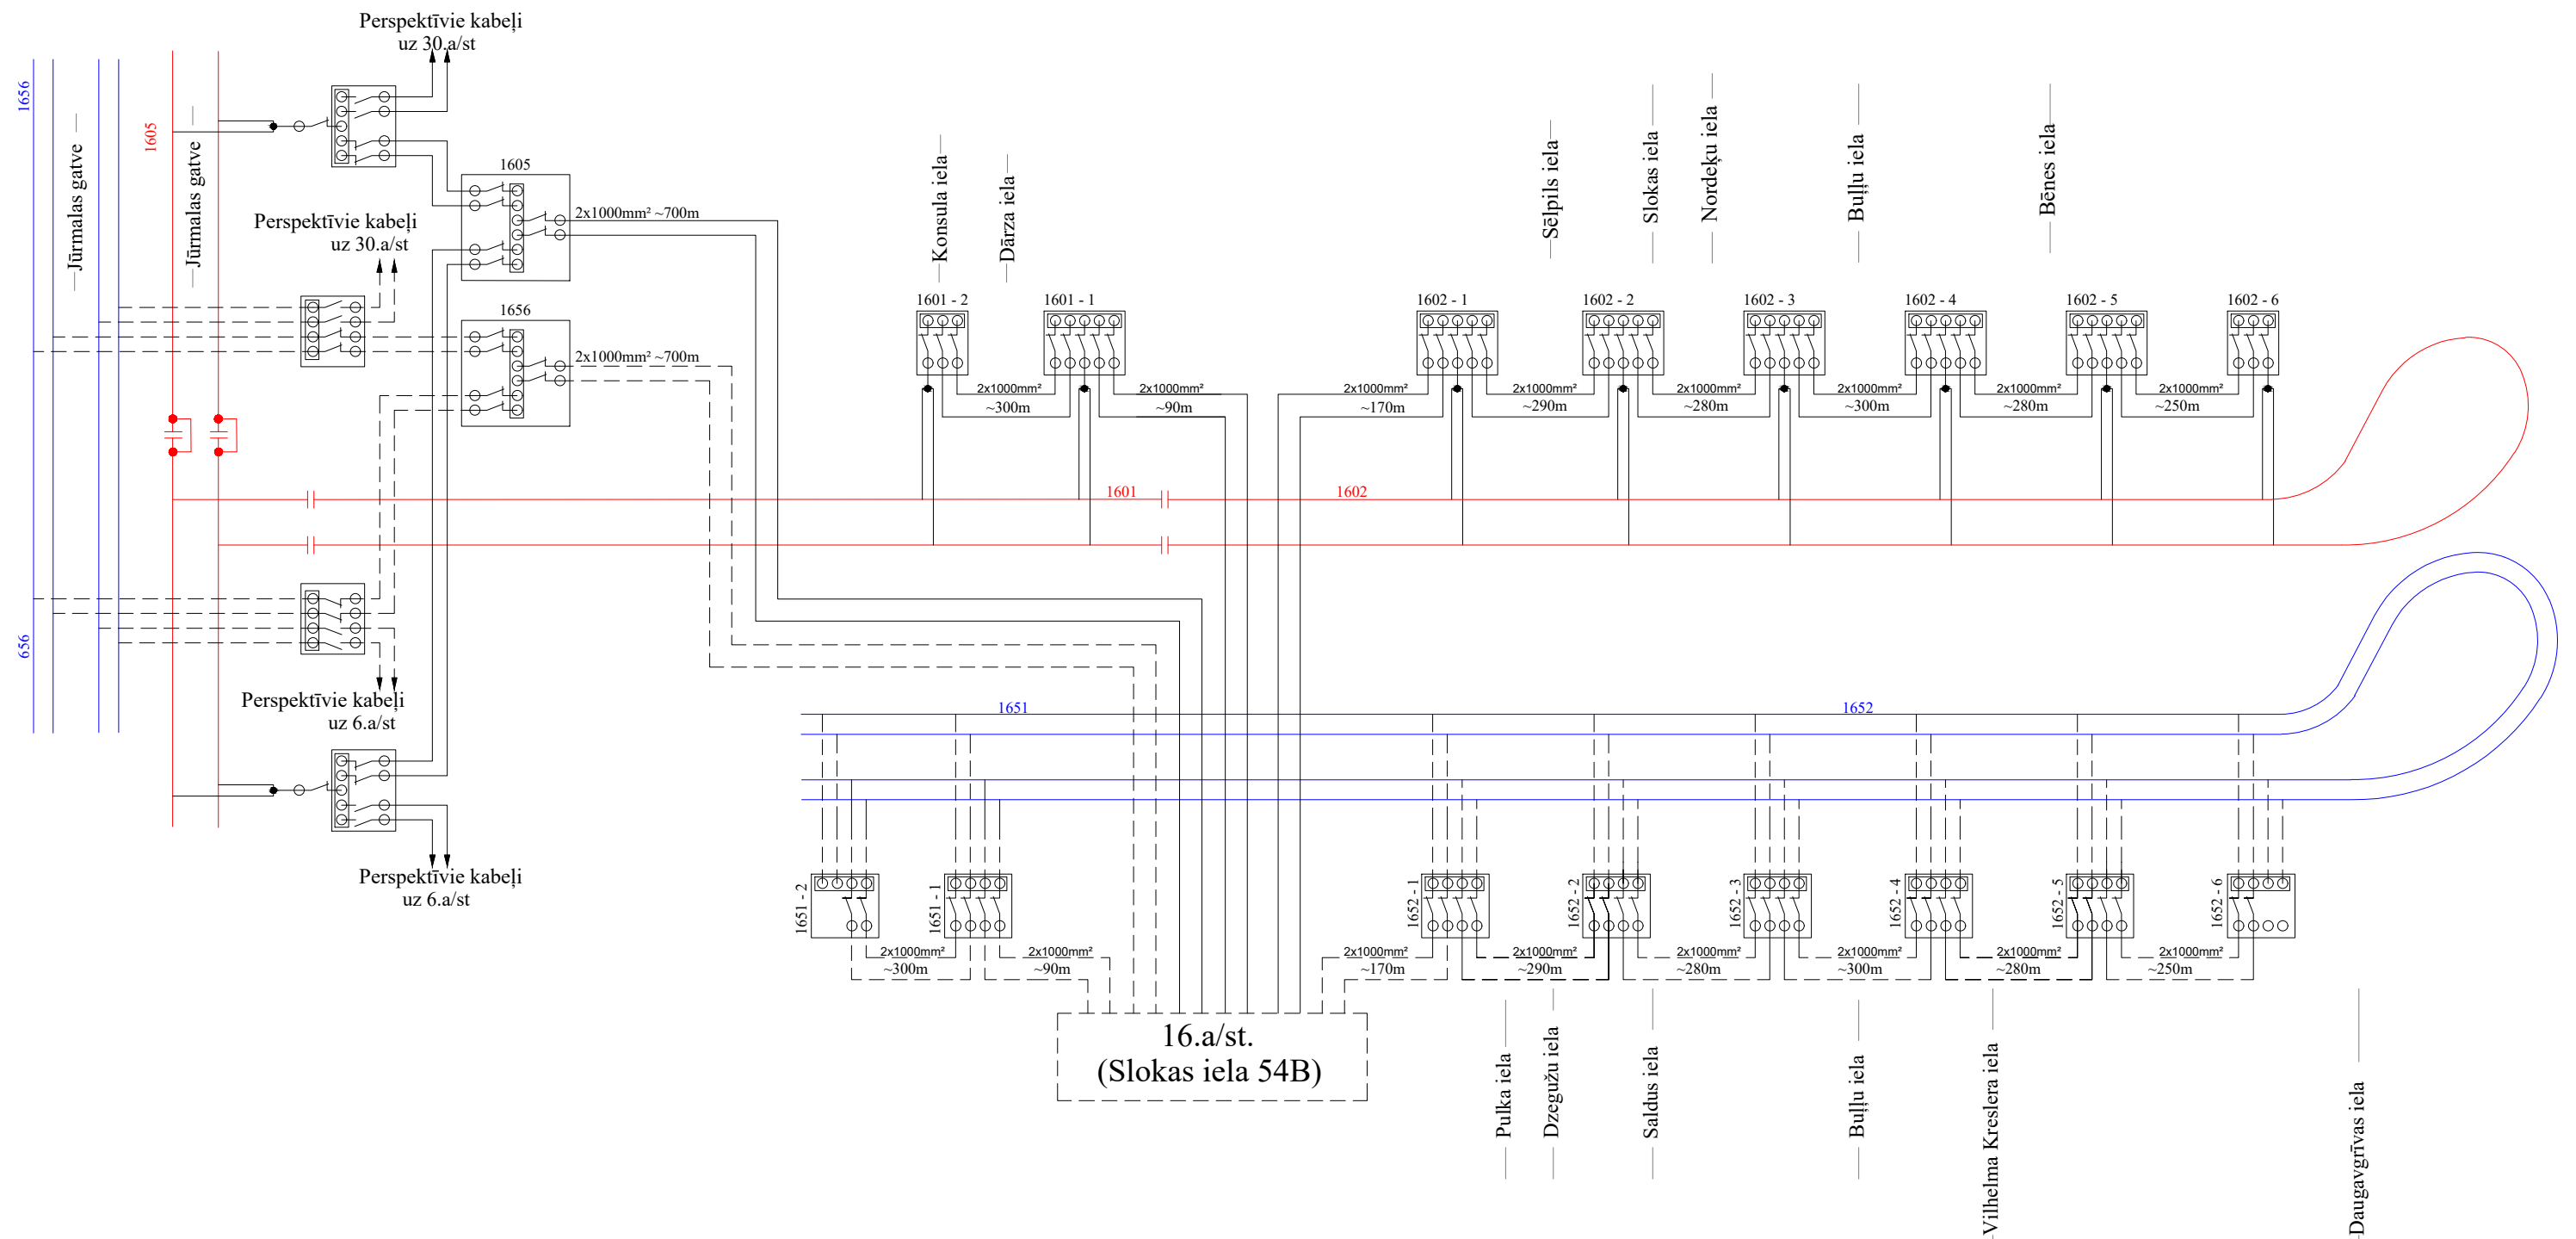 Perspektīvie kabeļi
uz 30.a/st
1656
Jūrmalas gatve
1605
Jūrmalas gatve
1605
2x1000mm² ~700m
Perspektīvie kabeļi
uz 30.a/st
1656
2x1000mm² ~700m
Konsula iela
Dārza iela
Sēlpils iela
Slokas iela
Nordeķu iela
Buļļu iela
Bēnes iela
1601 - 2
1601 - 1
1602 - 1
1602 - 2
1602 - 3
1602 - 4
1602 - 5
1602 - 6
2x1000mm²
~300m
2x1000mm²
~90m
2x1000mm²
~170m
2x1000mm²
~290m
2x1000mm²
~280m
2x1000mm²
~300m
2x1000mm²
~280m
2x1000mm²
~250m
1601
1602
656
Perspektīvie kabeļi
uz 6.a/st
Perspektīvie kabeļi
uz 6.a/st
1651
1652
1651 - 2
1651 - 1
1652 - 1
1652 - 2
1652 - 3
1652 - 4
1652 - 5
1652 - 6
2x1000mm²
~300m
2x1000mm²
~90m
2x1000mm²
~170m
2x1000mm²
~290m
2x1000mm²
~280m
2x1000mm²
~300m
2x1000mm²
~280m
2x1000mm²
~250m
16.a/st.
(Slokas iela 54B)
Pulka iela
Dzegužu iela
Saldus iela
Buļļu iela
Vilhelma Kreslera iela
Daugavgrīvas iela